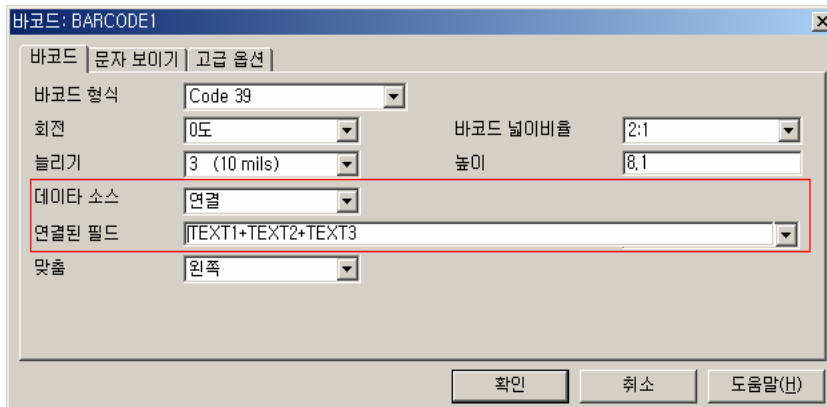 바코드: BARCODE1
바코드 문자 보이기 고급 옵션
바코드 형식 Code 39
회전 0도 바코드 넓이비율 2:1
늘리기 3 (10 mils) 높이 8,1
데이타 소스 연결
연결된 필드 TEXT1+TEXT2+TEXT3
맞춤 왼쪽
확인 취소 도움말(H)